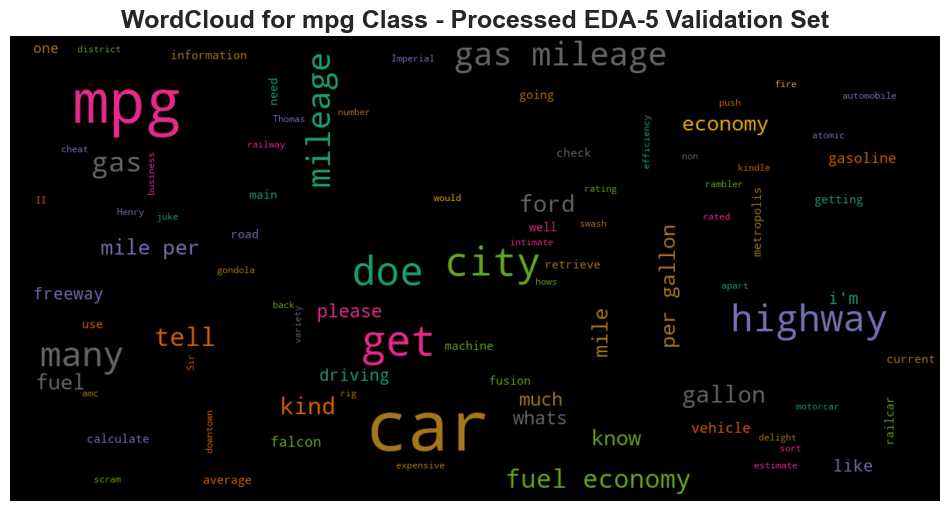 WordCloud for mpg Class - Processed EDA-5 Validation Set
one
district
information
Imperial
gas mileage
mpg
need
mileage
number
Thomas
going
fire
push
automobile
economy
efficiency
atomic
cheat
gas
business
railway
check
non
kindle
gasoline
II
main
would
rating
rambler
getting
Henry
juke
ford
well
swash
rated
metropolis
mile per
road
intimate
city
retrieve
per gallon
gondola
doe
hows
apart
i'm
freeway
back
variety
please
highway
use
tell
get
machine
mile
many
Sir
driving
fusion
current
fuel
amc
rig
kind
car
much
whats
gallon
motorcar
railcar
calculate
downtown
falcon
know
vehicle
delight
sort
expensive
estimate
like
scram
average
fuel economy